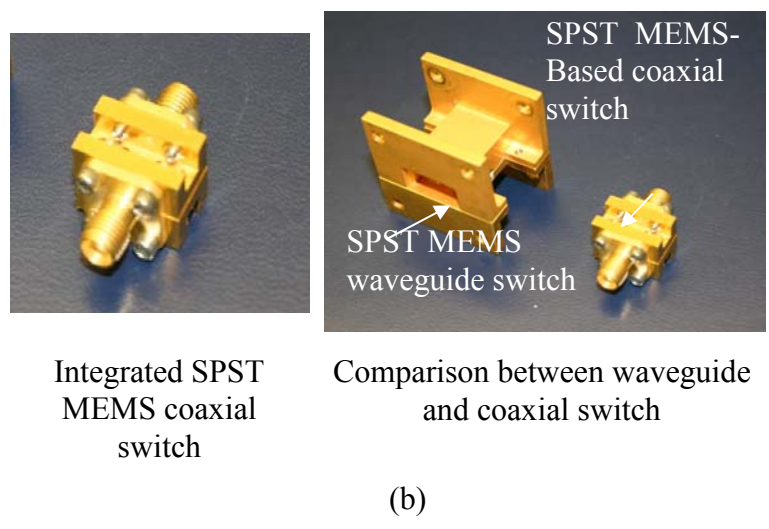 SPST MEMS-
Based coaxial
switch
SPST MEMS
waveguide switch
Integrated SPST
MEMS coaxial
switch
Comparison between waveguide
and coaxial switch
(b)